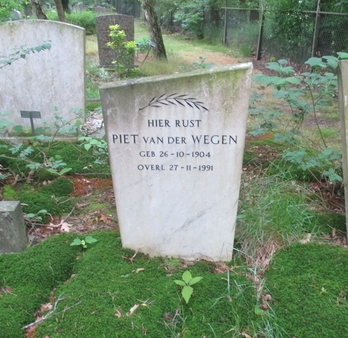 HIER RUST
PIET VAN DER WEGEN
GEB 26-10-1904
OVERL 27-11-1991